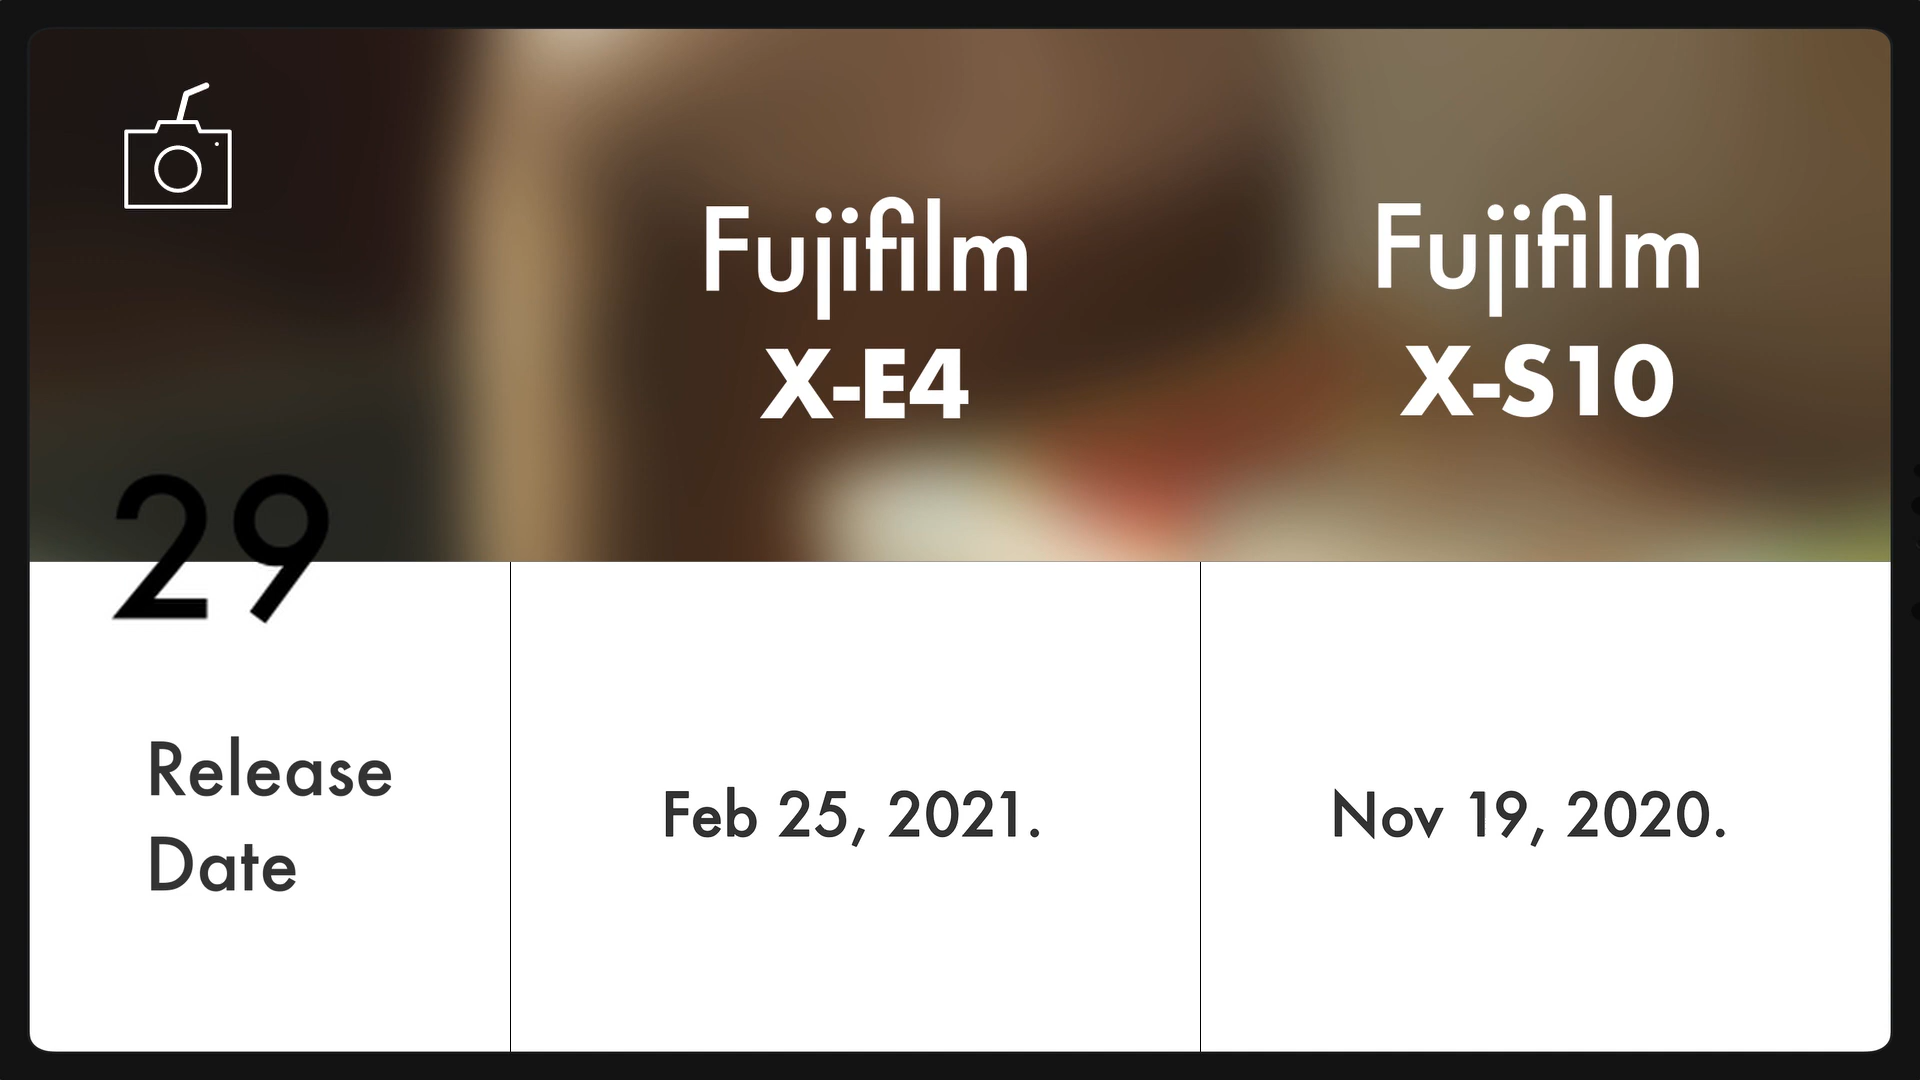 Fujifilm
X-E4
Fujifilm
X-S10
29
Release
Date
Feb 25, 2021.
Nov 19, 2020.